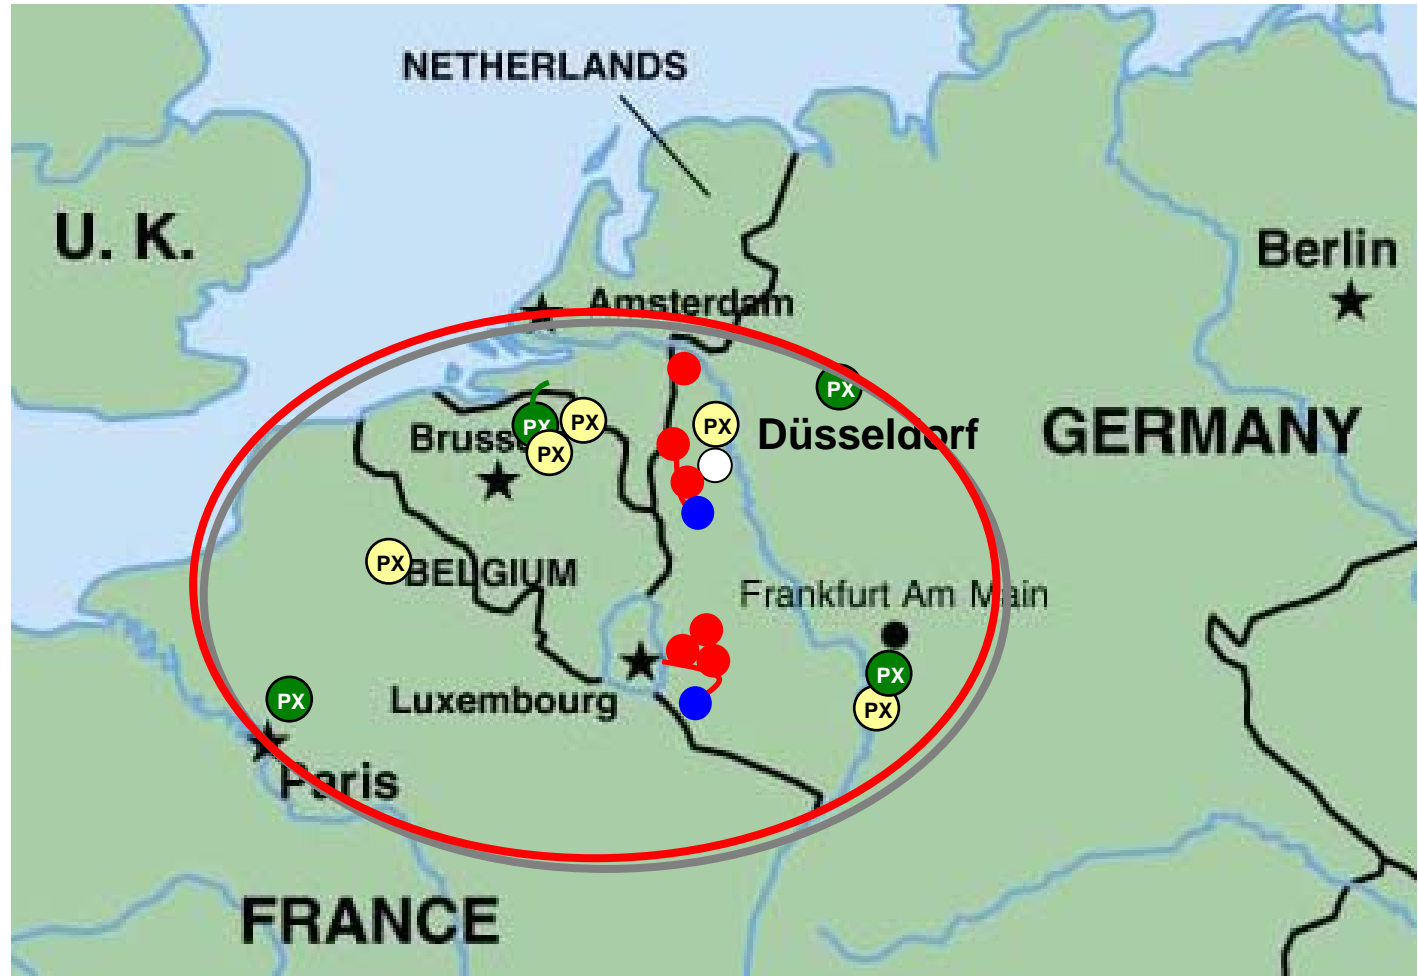 NETHERLANDS
U. K.
Berlin
Amsterdam
PX
Düsseldorf
GERMANY
PX
PX
PX
Brusse
PX
PX
BELGIUM
Frankfurt Am Main
PX
PX
PX
Luxembourg
Paris
FRANCE